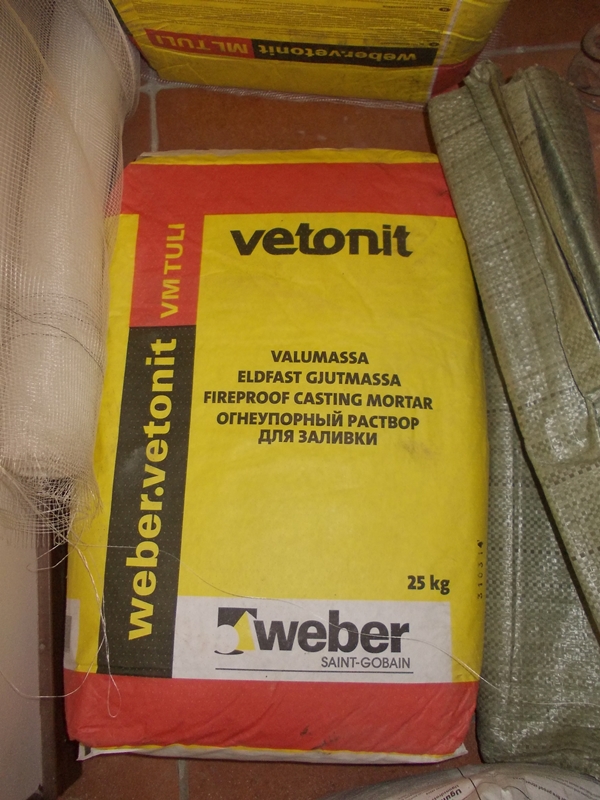 weber.vetonit ML TULI
vetonit
weber.vetonit VM TULI
VALUMASSA
ELDFAST GJUTMASSA
FIREPROOF CASTING MORTAR
ОГНЕУПОРНЫЙ РАСТВОР
ДЛЯ ЗАЛИВКИ
25 kg
weber
SAINT-GOBAIN